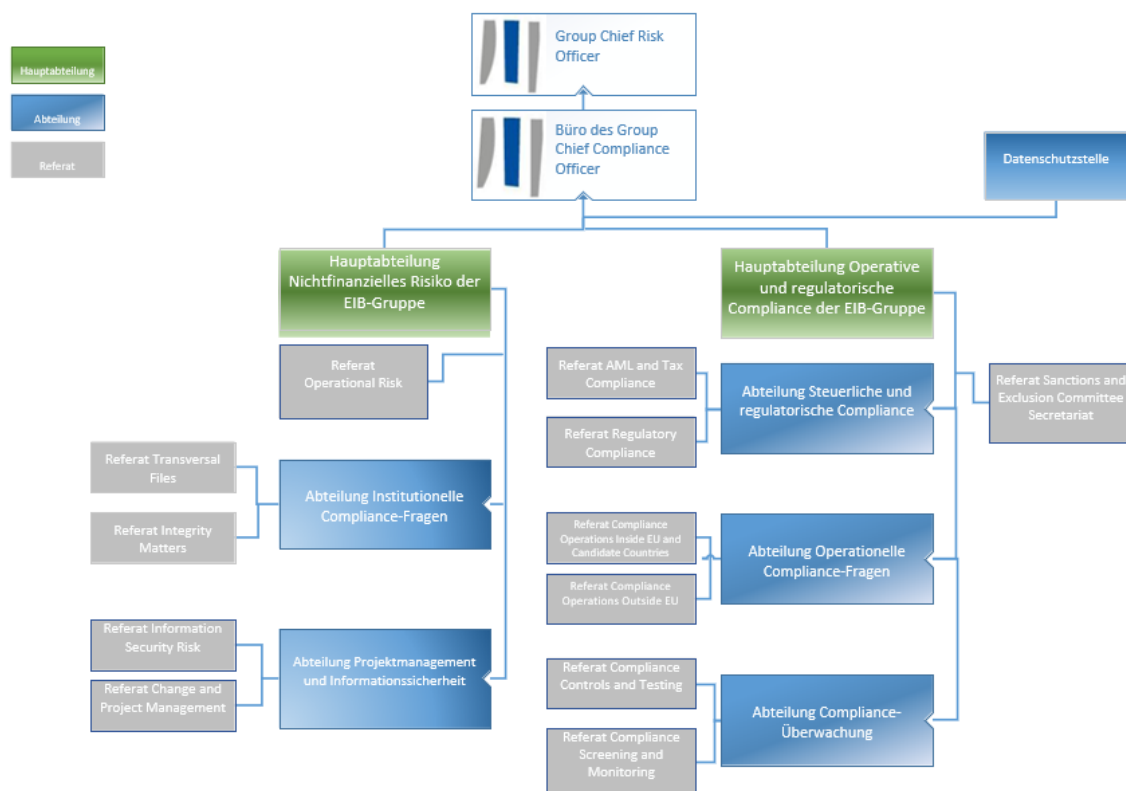 Group Chief Risk
Officer
Hauptabteilung
Abteilung
Referat
Büro des Group
Chief Compliance
Officer
Datenschutzstelle
Hauptabteilung
Nichtfinanzielles Risiko der
EIB-Gruppe
Hauptabteilung Operative
und regulatorische
Compliance der EIB-Gruppe
Referat
Operational Risk
Referat AML and Tax
Compliance
Abteilung Steuerliche und
regulatorische Compliance
Referat Sanctions and
Exclusion Committee
Secretariat
Referat Regulatory
Compliance
Referat Transversal
Files
Abteilung Institutionelle
Compliance-Fragen
Referat Integrity
Matters
Referat Compliance
Operations Inside EU and
Candidate Countries
Abteilung Operationelle
Compliance-Fragen
Referat Compliance
Operations Outside EU
Referat Information
Security Risk
Abteilung Projektmanagement
und Informationssicherheit
Referat Change and
Project Management
Referat Compliance
Controls and Testing
Abteilung Compliance-
Überwachung
Referat Compliance
Screening and
Monitoring